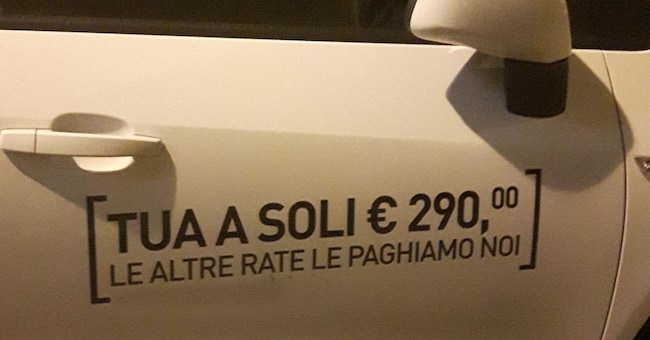 [TUA A SOLI € 290,00
LE ALTRE RATE LE PAGHIAMO NOI]